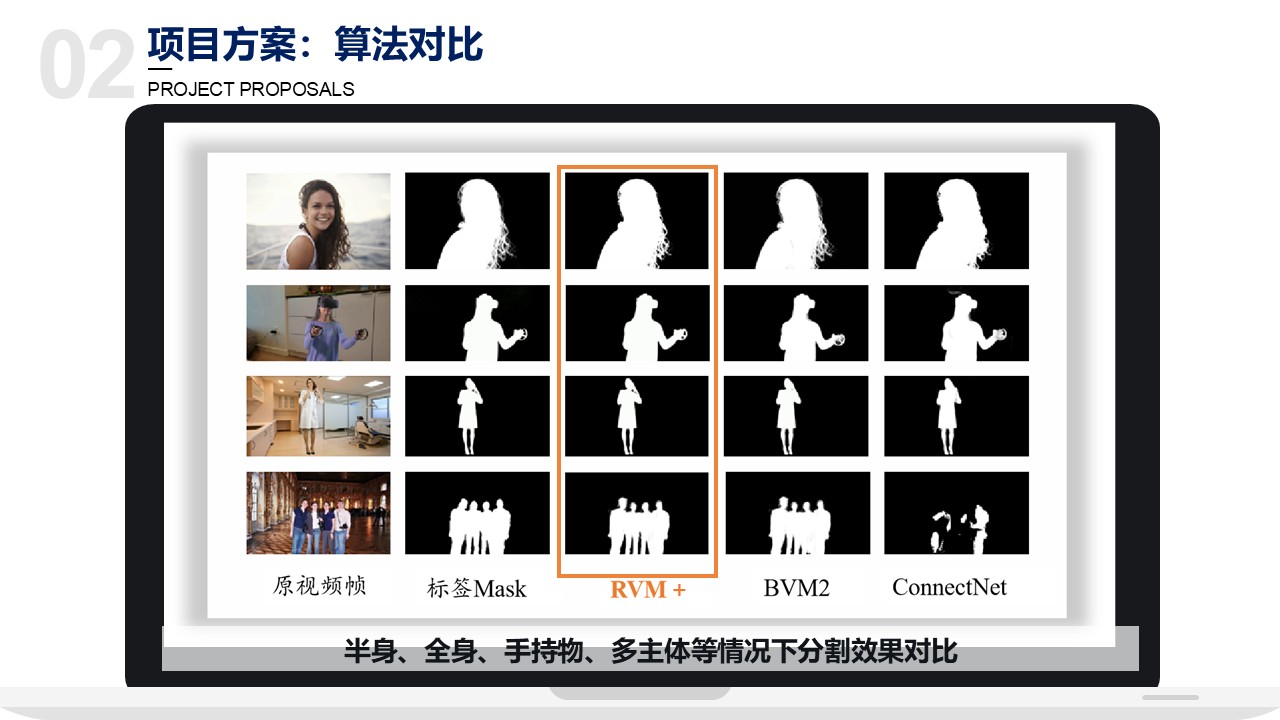 02
项目方案：算法对比
PROJECT PROPOSALS
原视频帧
标签Mask
RVM +
BVM2
ConnectNet
半身、全身、手持物、多主体等情况下分割效果对比